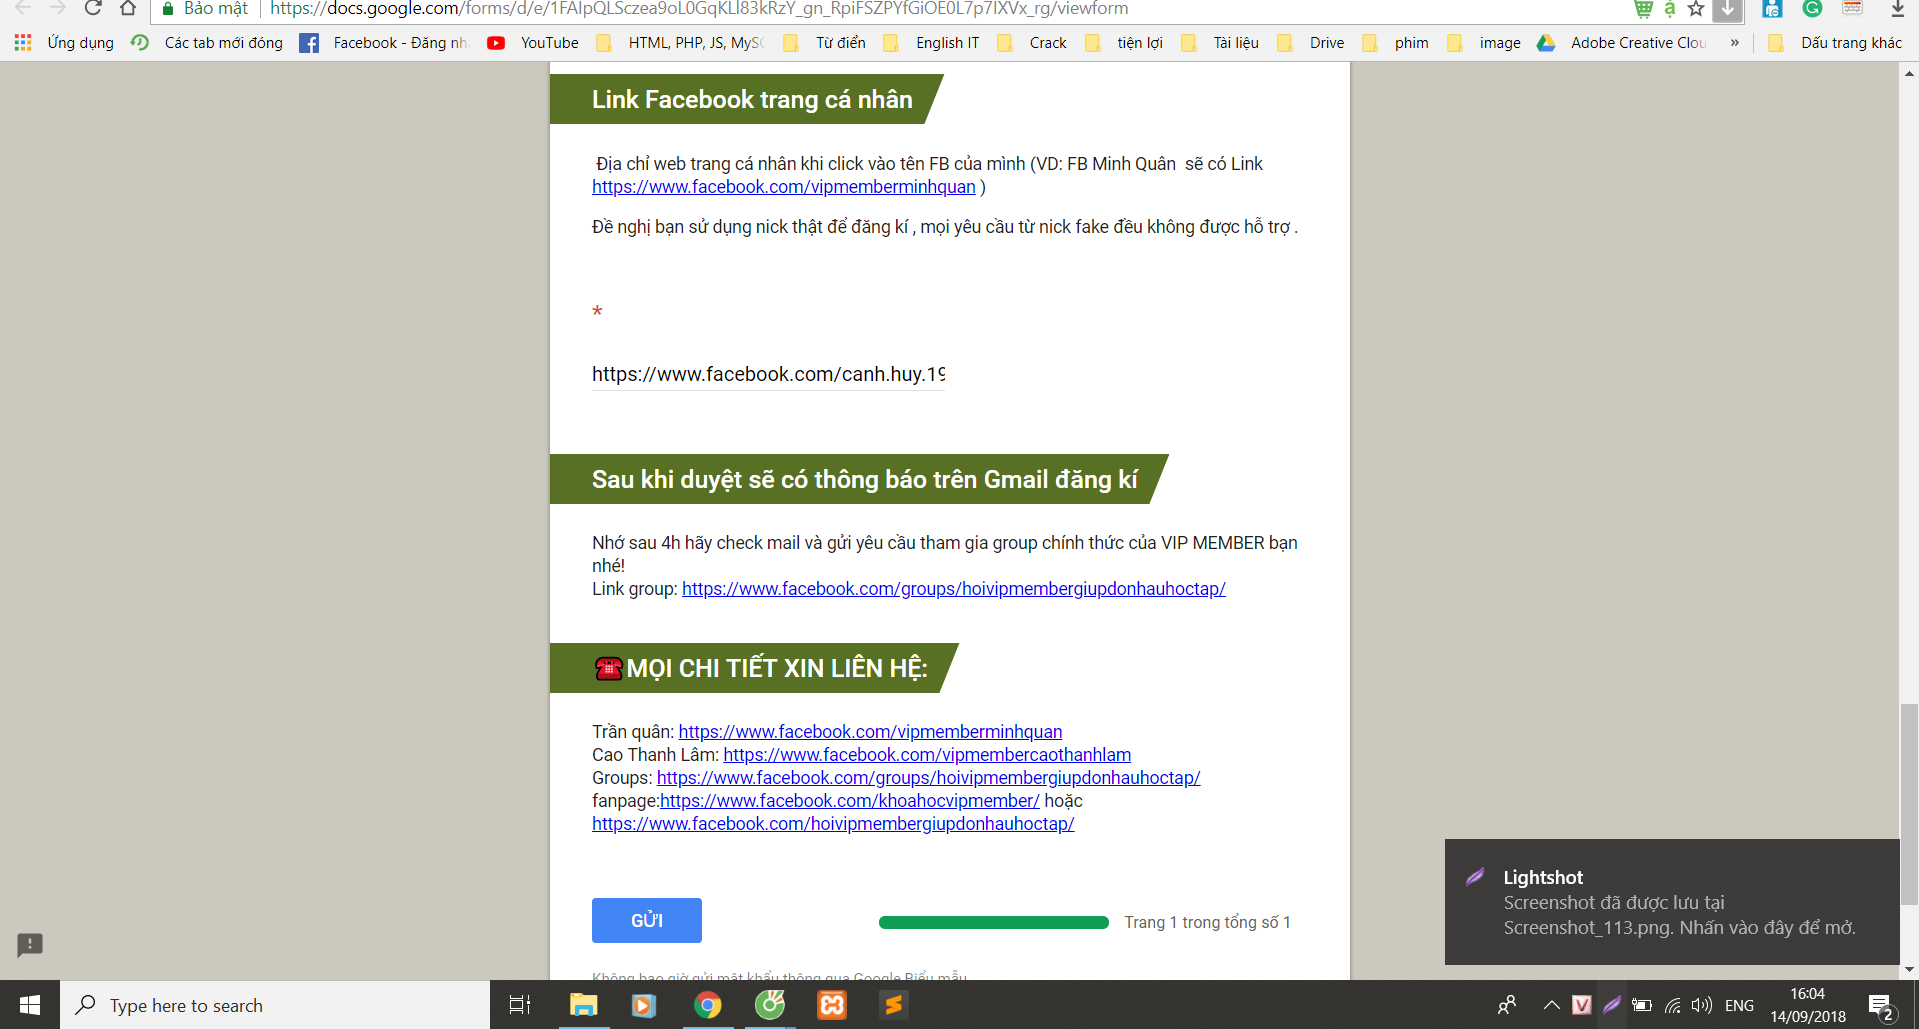 Bảo mật https://docs.google.com/forms/d/e/1FAIpQLSczea9oL0GqKLl83kRzY_gn_RpiFSZPYfGiOE0L7p7lXVx_rg/viewform
Ứng dụng Các tab mới đóng Facebook - Đăng nh YouTube HTML, PHP, JS, MyS Từ điển English IT Crack tiện lợi Tài liệu Drive phim image Adobe Creative Clou » Dấu trang khác
Link Facebook trang cá nhân
Địa chỉ web trang cá nhân khi click vào tên FB của mình (VD: FB Minh Quân sẽ có Link
https://www.facebook.com/vipmemberminhquan )
Đề nghị bạn sử dụng nick thật để đăng kí , mọi yêu cầu từ nick fake đều không được hỗ trợ .
*
https://www.facebook.com/canh.huy.19
Sau khi duyệt sẽ có thông báo trên Gmail đăng kí
Nhớ sau 4h hãy check mail và gửi yêu cầu tham gia group chính thức của VIP MEMBER bạn
nhé!
Link group: https://www.facebook.com/groups/hoivipmembergiupdonhauhoctap/
☎MỌI CHI TIẾT XIN LIÊN HỆ:
Trần quân: https://www.facebook.com/vipmemberminhquan
Cao Thanh Lâm: https://www.facebook.com/vipmembercaothanhlam
Groups: https://www.facebook.com/groups/hoivipmembergiupdonhauhoctap/
fanpage:https://www.facebook.com/khoahocvipmember/ hoặc
https://www.facebook.com/hoivipmembergiupdonhauhoctap/
GỬI Trang 1 trong tổng số 1
Không bao giờ gửi mật khẩu thông qua Google Biểu mẫu
Lightshot
Screenshot đã được lưu tại
Screenshot_113.png. Nhấn vào đây để mở.
Type here to search
ENG
16:04
14/09/2018
2